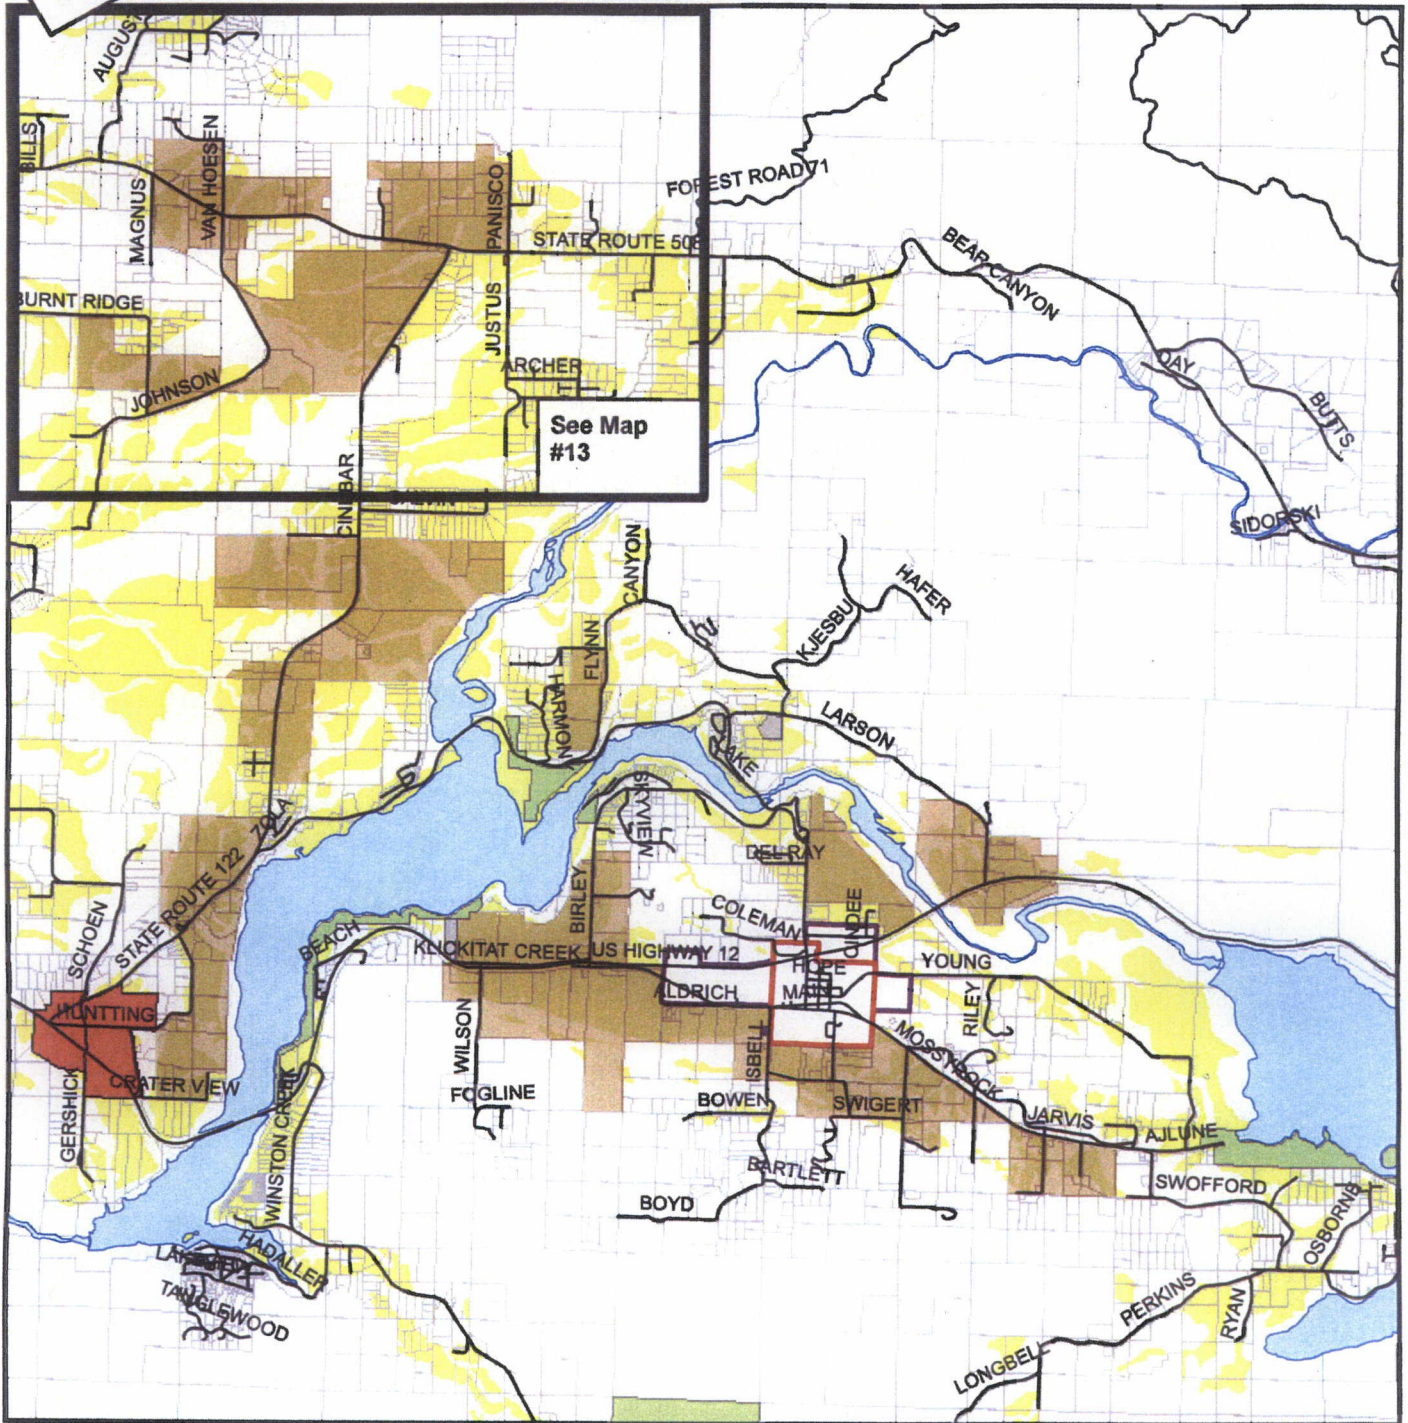 AUGUST
BILLS
MAGNUS
VAN HOESEN
PANISCO
FOREST ROAD 71
STATE ROUTE 508
BEAR CANYON
BURNT RIDGE
JUSTUS
ARCHER
DAY
BUTTS
JOHNSON
See Map
#13
CINEBAR
SIDORSKI
CANYON
HAFER
KJESBU
FLYNN
HARMON
LARSON
LAKE
SKYVIEW
ZOLA
DEL RAY
STATE ROUTE 122
BIRLEY
COLEMAN
DINDEE
SCHOEN
BEACH
KLICKITAT CREEK
US HIGHWAY 12
HOPE
YOUNG
ALDRICH
MAIN
HUNTTING
RILEY
WILSON
ISBELL
MOSSYROCK
CRATER VIEW
FOGLINE
BOWEN
SWIGERT
JARVIS
AJLUNE
GERSHICK
WINSTON CREEK
BARTLETT
SWOFFORD
BOYD
OSBORNE
HADALLER
TANGLEWOOD
PERKINS
RYAN
LONGBELL